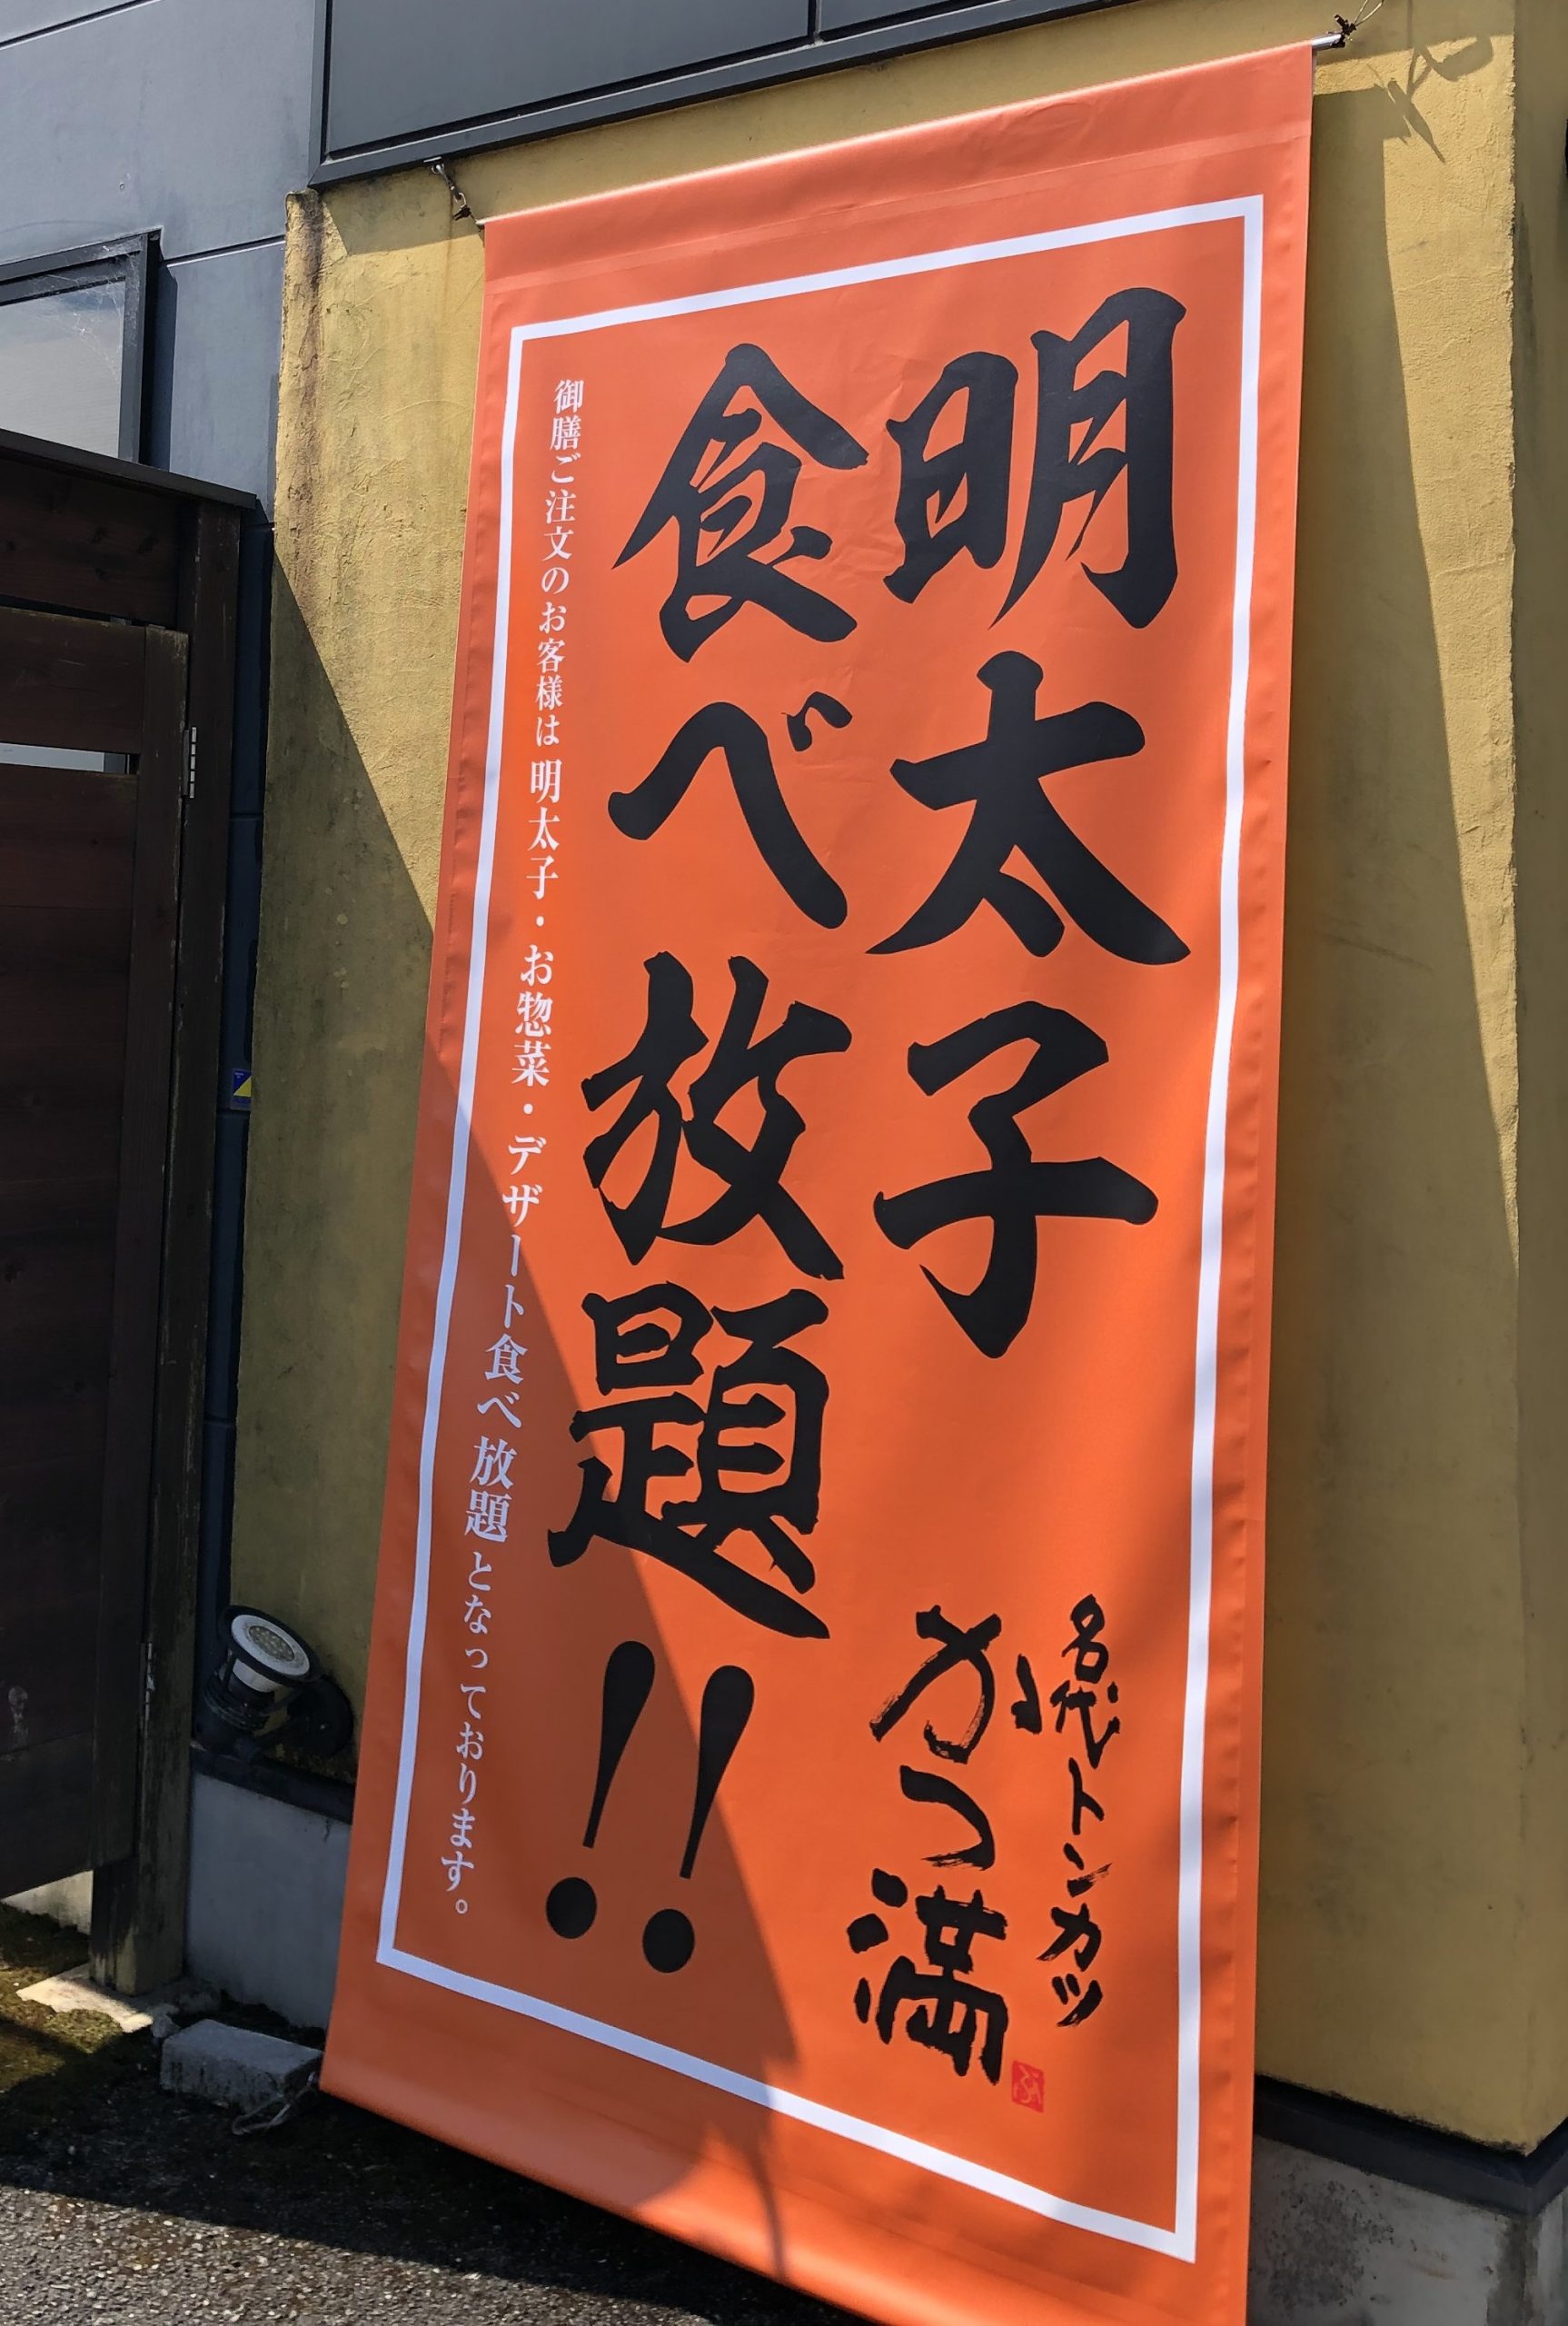 明太子
食べ放題!!
御膳ご注文のお客様は明太子・お惣菜・デザート食べ放題となっております。
名代トンカツ
かつ満